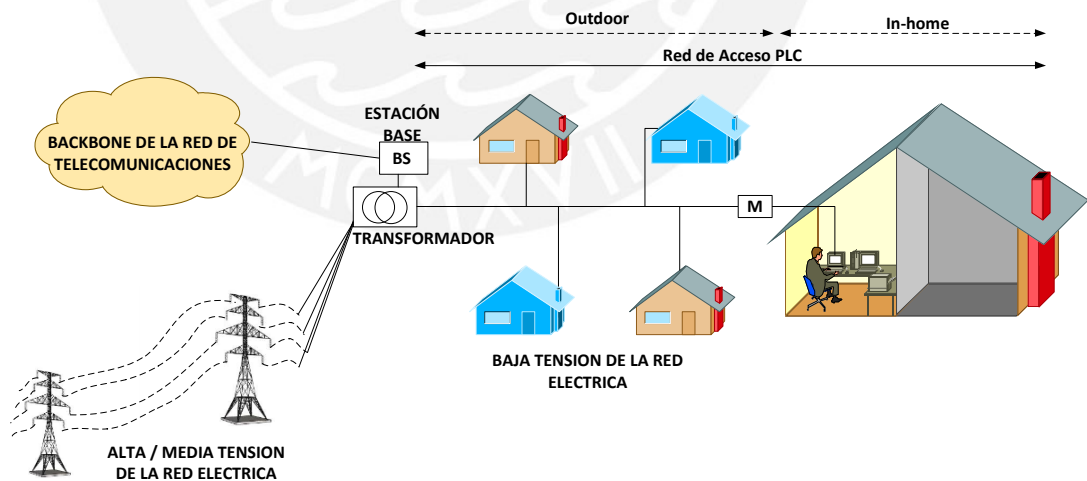 Outdoor
In-home
Red de Acceso PLC
ESTACIÓN
BASE
BS
BACKBONE DE LA RED DE
TELECOMUNICACIONES
MCMXVII
M
TRANSFORMADOR
BAJA TENSION DE LA RED
ELECTRICA
ALTA / MEDIA TENSION
DE LA RED ELECTRICA